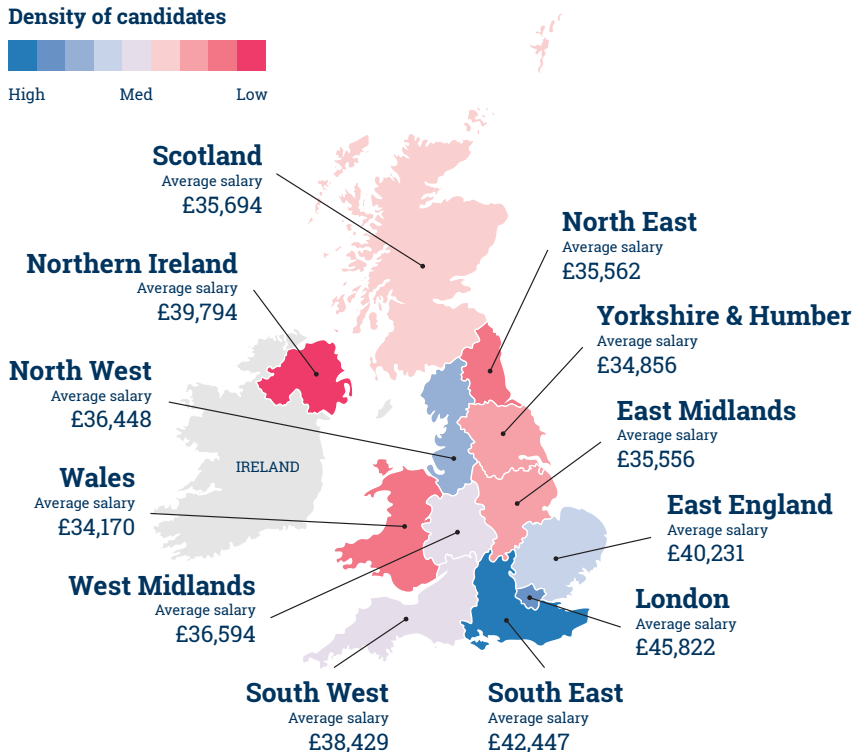 Density of candidates
High Med Low
Scotland
Average salary
£35,694
North East
Average salary
£35,562
Northern Ireland
Average salary
£39,794
Yorkshire & Humber
Average salary
£34,856
North West
Average salary
£36,448
East Midlands
Average salary
£35,556
IRELAND
Wales
Average salary
£34,170
East England
Average salary
£40,231
West Midlands
Average salary
£36,594
London
Average salary
£45,822
South West
Average salary
£38,429
South East
Average salary
£42,447